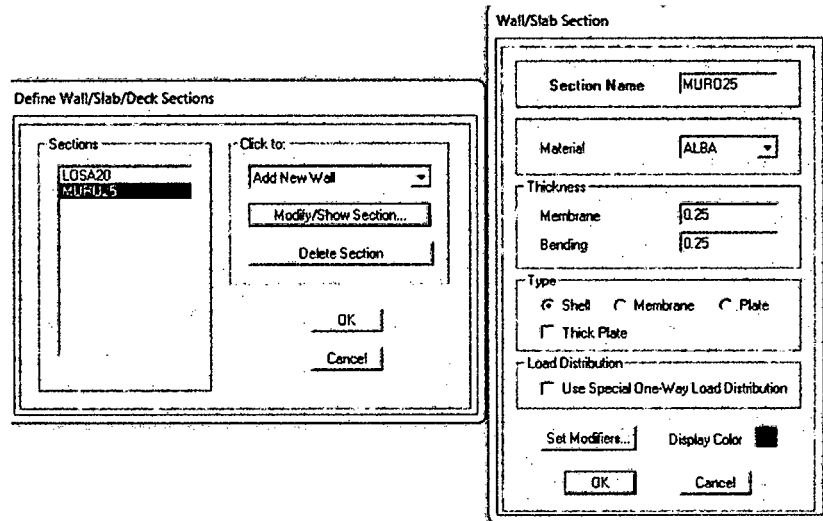 Define Wall/Slab/Deck Sections
Sections
LOSA20
MURO25
Click to:
Add New Wall
Modify/Show Section...
Delete Section
OK
Cancel
Wall/Slab Section
Section Name MURO25
Material ALBA
Thickness
Membrane 0.25
Bending 0.25
Type
Shell Membrane Plate
Thick Plate
Load Distribution
Use Special One-Way Load Distribution
Set Modifiers... Display Color
OK Cancel